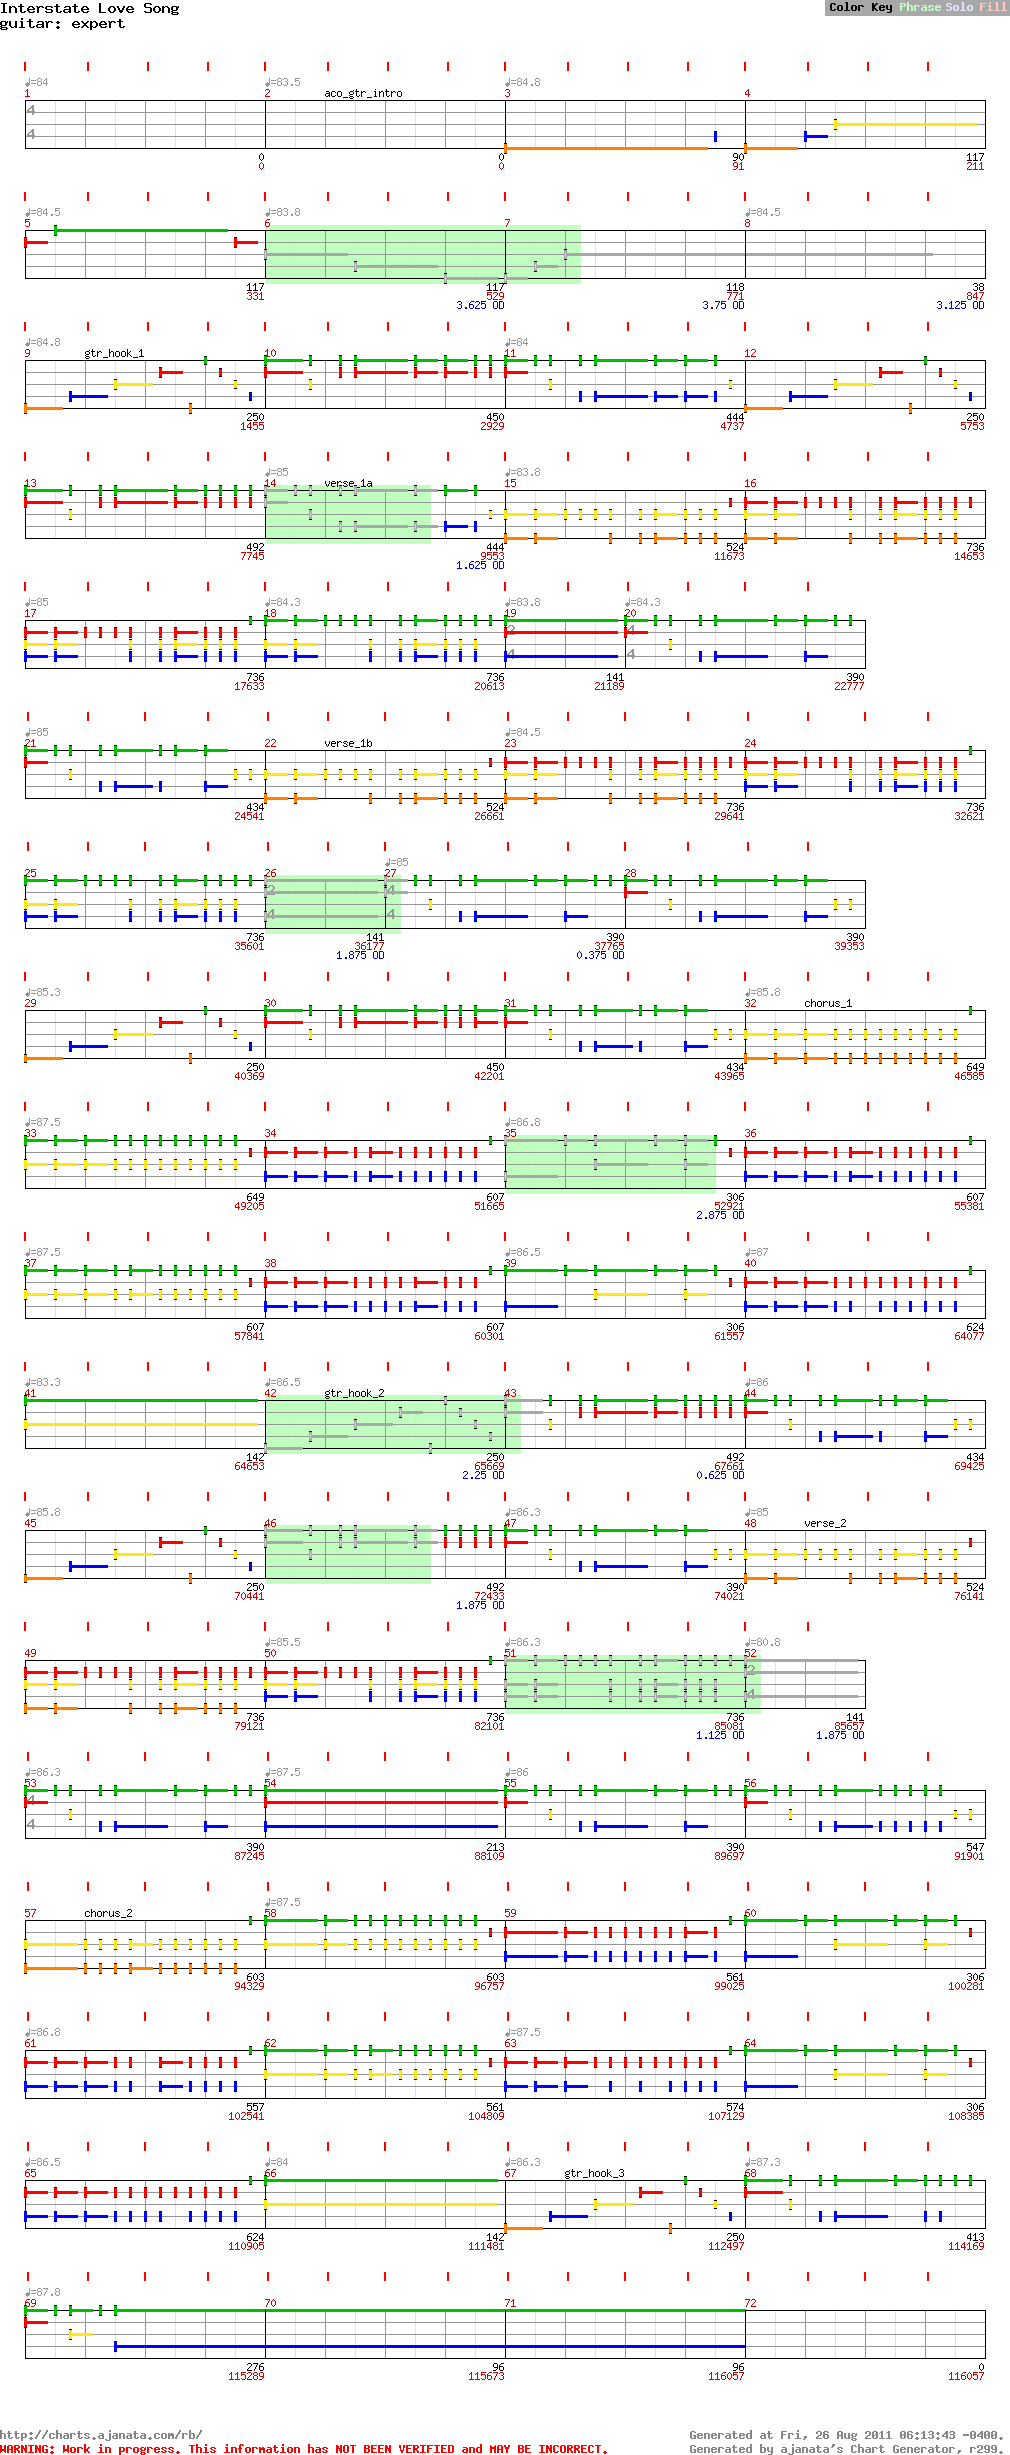 Interstate Love Song
guitar: expert
Color Key Phrase Solo Fill
♩=84 ♩=83.5 ♩=84.8
1 2 aco_gtr_intro 3 4
4
4
0 0 90 117
0 0 91 211
♩=84.5 ♩=83.8 ♩=84.5
5 6 7 8
117 117 118 38
331 529 771 847
3.625 OD 3.75 OD 3.125 OD
♩=84.8 ♩=84
9 gtr_hook_1 10 11 12
250 450 444 250
1455 2929 4737 5753
♩=85 ♩=83.8
13 14 verse_1a 15 16
492 444 524 736
7745 9553 11673 14653
1.625 OD
♩=85 ♩=84.3 ♩=83.8 ♩=84.3
17 18 19 20
2 4
4 4
736 736 141 390
17633 20613 21189 22777
♩=85 ♩=84.5
21 22 verse_1b 23 24
434 524 736 736
24541 26661 29641 32621
♩=85
25 26 27 28
2 4
4 4
736 141 390 390
35601 36177 37765 39353
1.875 OD 0.375 OD
♩=85.3 ♩=85.8
29 30 31 32 chorus_1
250 450 434 649
40369 42201 43965 46585
♩=87.5 ♩=86.8
33 34 35 36
649 607 306 607
49205 51665 52921 55381
2.875 OD
♩=87.5 ♩=86.5 ♩=87
37 38 39 40
607 607 306 624
57841 60301 61557 64077
♩=83.3 ♩=86.5 ♩=86
41 42 gtr_hook_2 43 44
142 250 492 434
64653 65669 67661 69425
2.25 OD 0.625 OD
♩=85.8 ♩=86.3 ♩=85
45 46 47 48 verse_2
250 492 390 524
70441 72433 74021 76141
1.875 OD
♩=85.5 ♩=86.3 ♩=80.8
49 50 51 52
2
4
736 736 736 141
79121 82101 85081 85657
1.125 OD 1.875 OD
♩=86.3 ♩=87.5 ♩=86
53 54 55 56
4
4
390 213 390 547
87245 88109 89697 91901
♩=87.5
57 chorus_2 58 59 60
603 603 561 306
94329 96757 99025 100281
♩=86.8 ♩=87.5
61 62 63 64
557 561 574 306
102541 104809 107129 108385
♩=86.5 ♩=84 ♩=86.3 ♩=87.3
65 66 67 gtr_hook_3 68
624 142 250 413
110905 111481 112497 114169
♩=87.8
69 70 71 72
276 96 96 0
115289 115673 116057 116057
http://charts.ajanata.com/rb/ Generated at Fri, 26 Aug 2011 06:13:43 -0400.
WARNING: Work in progress. This information has NOT BEEN VERIFIED and MAY BE INCORRECT. Generated by ajanata's Chart Generator, r299.